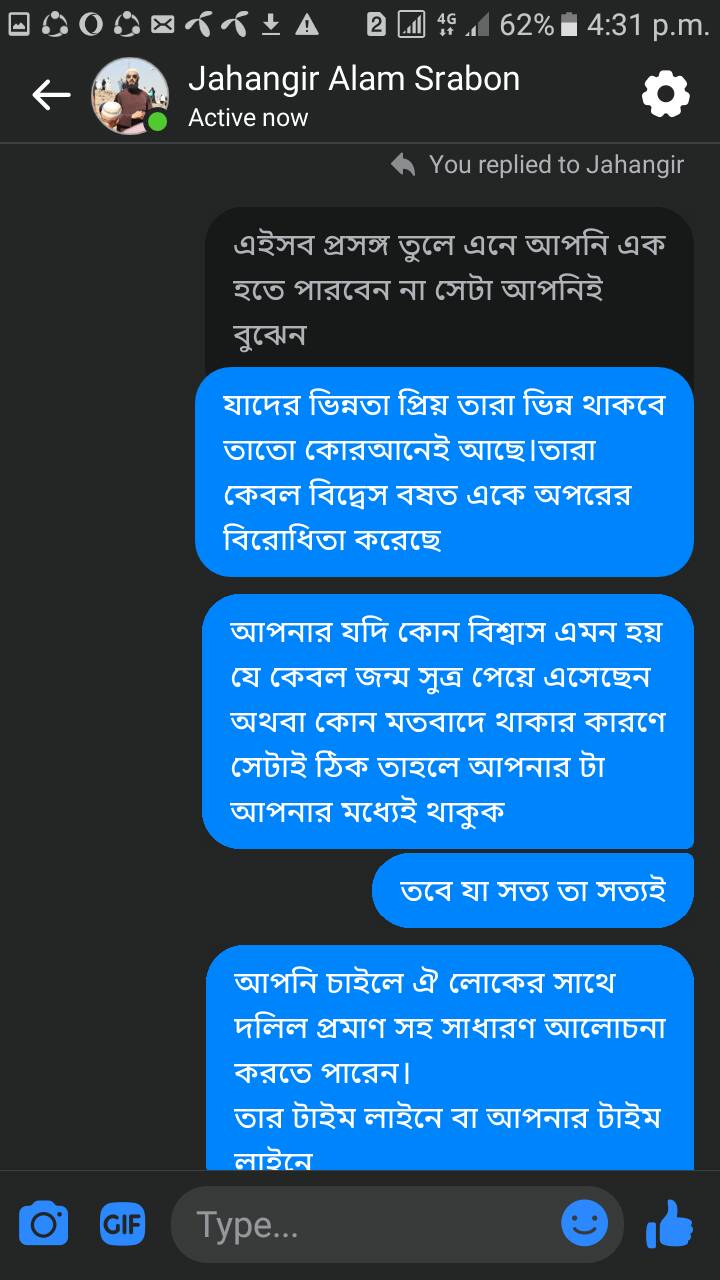 2 4G 62% 4:31 p.m.
Jahangir Alam Srabon
Active now
You replied to Jahangir
এইসব প্রসঙ্গ তুলে এনে আপনি এক
হতে পারবেন না সেটা আপনিই
বুঝেন
যাদের ভিন্নতা প্রিয় তারা ভিন্ন থাকবে
তাতো কোরআনেই আছে।তারা
কেবল বিদ্বেস বষত একে অপরের
বিরোধিতা করেছে
আপনার যদি কোন বিশ্বাস এমন হয়
যে কেবল জন্ম সুত্র পেয়ে এসেছেন
অথবা কোন মতবাদে থাকার কারণে
সেটাই ঠিক তাহলে আপনার টা
আপনার মধ্যেই থাকুক
তবে যা সত্য তা সত্যই
আপনি চাইলে ঐ লোকের সাথে
দলিল প্রমাণ সহ সাধারণ আলোচনা
করতে পারেন।
তার টাইম লাইনে বা আপনার টাইম
লাইনে
GIF
Type...